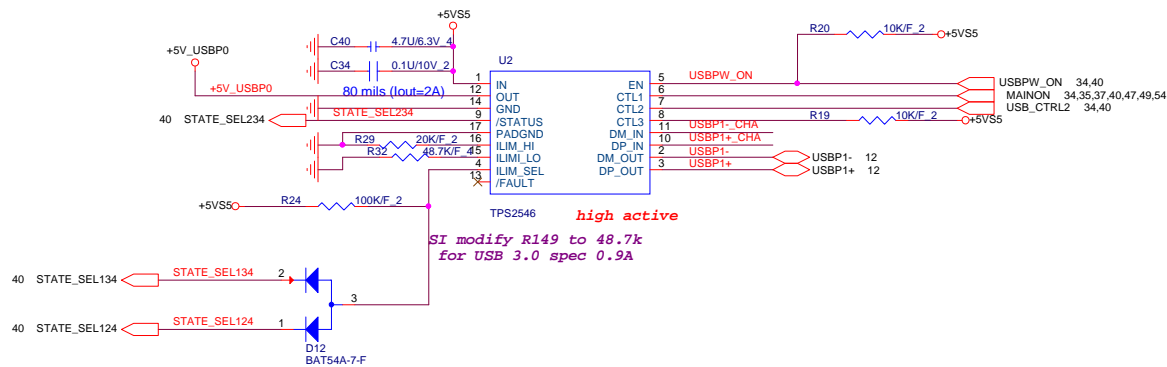 +5VS5
R20 10K/F_2 +5VS5
+5V_USBP0
C40 4.7U/6.3V_4
C34 0.1U/10V_2
U2
80 mils (Iout=2A)
+5V_USBP0
STATE_SEL234
40 STATE_SEL234
R29 20K/F_2
R32 48.7K/F_4
1 IN
12 OUT
14 GND
9 /STATUS
17 PADGND
16 ILIM_HI
15 ILIMI_LO
4 ILIM_SEL
13 /FAULT
EN 5 USBPW_ON
CTL1 6
CTL2 7
CTL3 8
DM_IN 11 USBP1-_CHA
DP_IN 10 USBP1+_CHA
DM_OUT 2 USBP1-
DP_OUT 3 USBP1+
USBPW_ON 34,40
MAINON 34,35,37,40,47,49,54
USB_CTRL2 34,40
R19 10K/F_2 +5VS5
USBP1- 12
USBP1+ 12
TPS2546 high active
+5VS5 R24 100K/F_2
SI modify R149 to 48.7k
for USB 3.0 spec 0.9A
40 STATE_SEL134 STATE_SEL134 2
3
40 STATE_SEL124 STATE_SEL124 1
D12
BAT54A-7-F